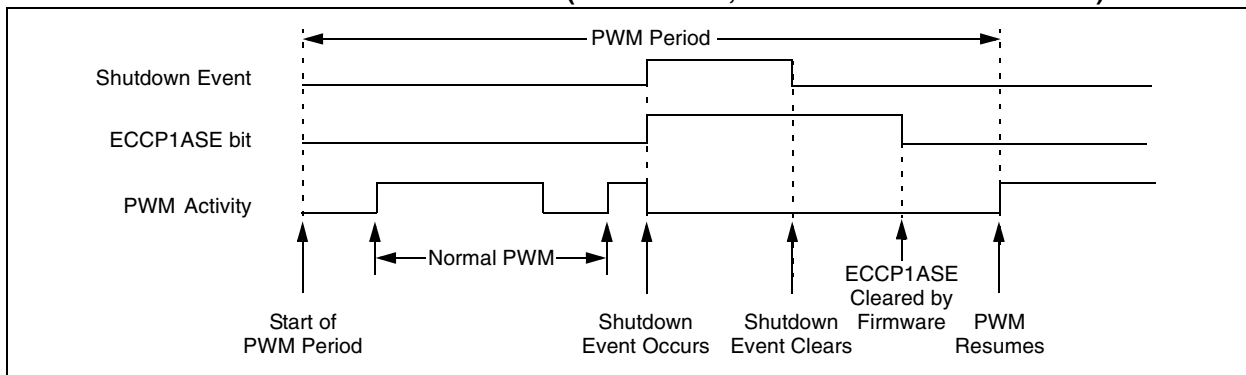 PWM Period
Shutdown Event
ECCP1ASE bit
PWM Activity
Normal PWM
Start of
PWM Period
Shutdown
Event Occurs
Shutdown
Event Clears
ECCP1ASE
Cleared by
Firmware
PWM
Resumes